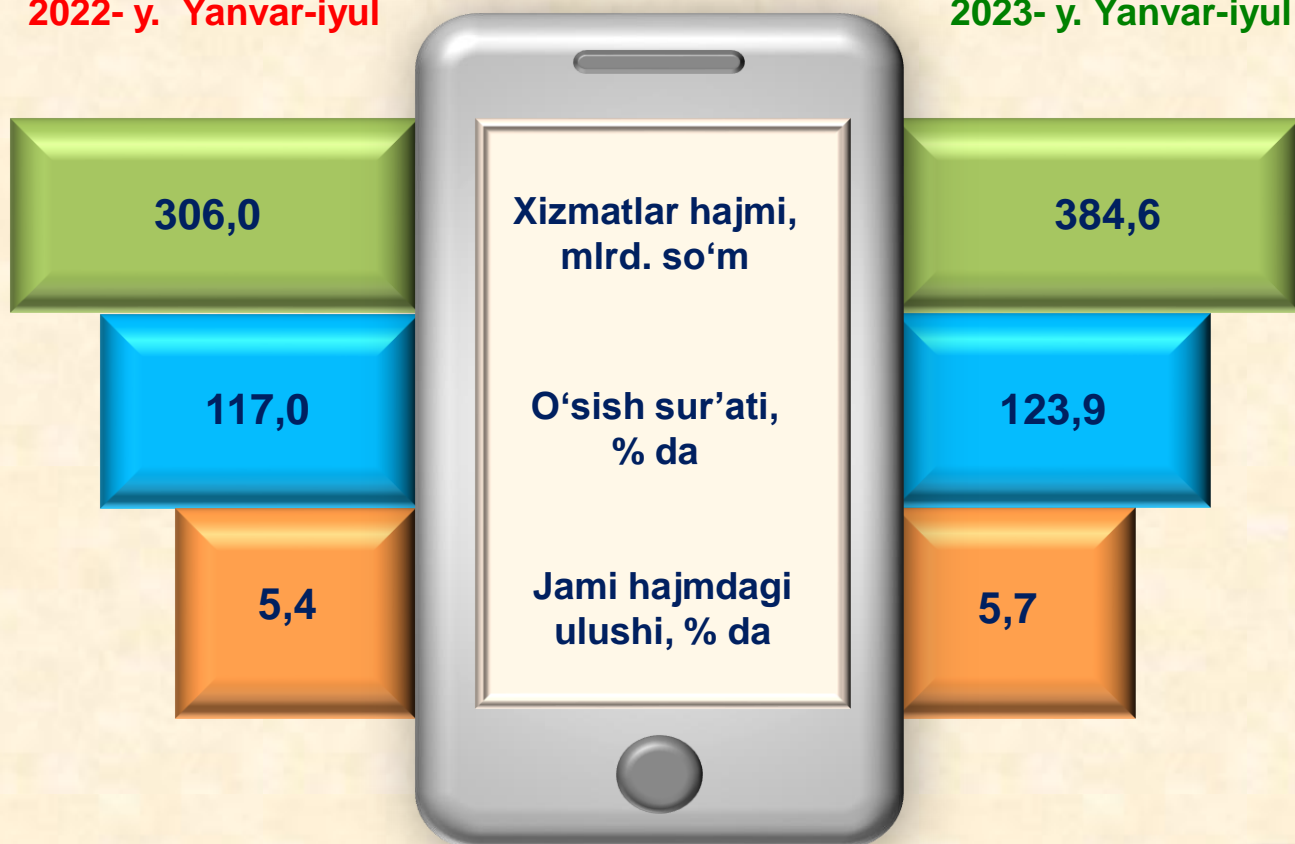 2022- y. Yanvar-iyul
2023- y. Yanvar-iyul
306,0
Xizmatlar hajmi,
mlrd. so‘m
384,6
117,0
O‘sish sur’ati,
% da
123,9
5,4
Jami hajmdagi
ulushi, % da
5,7